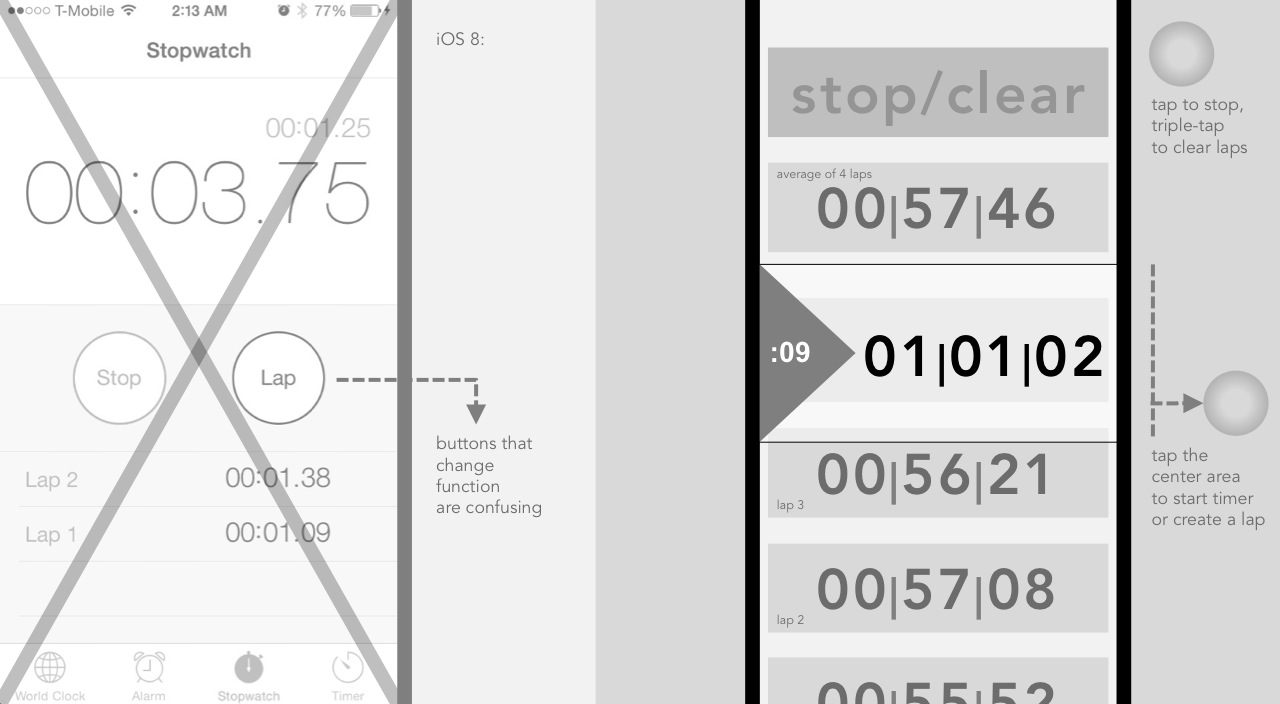 T-Mobile 2:13 AM 77%
Stopwatch
00:01.25
00:03.75
Stop
Lap
Lap 2 00:01.38
Lap 1 00:01.09
World Clock Alarm Stopwatch Timer
iOS 8:
buttons that
change
function
are confusing
stop/clear
average of 4 laps
00|57|46
:09
01|01|02
00|56|21
lap 3
00|57|08
lap 2
00|55|52
tap to stop,
triple-tap
to clear laps
tap the
center area
to start timer
or create a lap